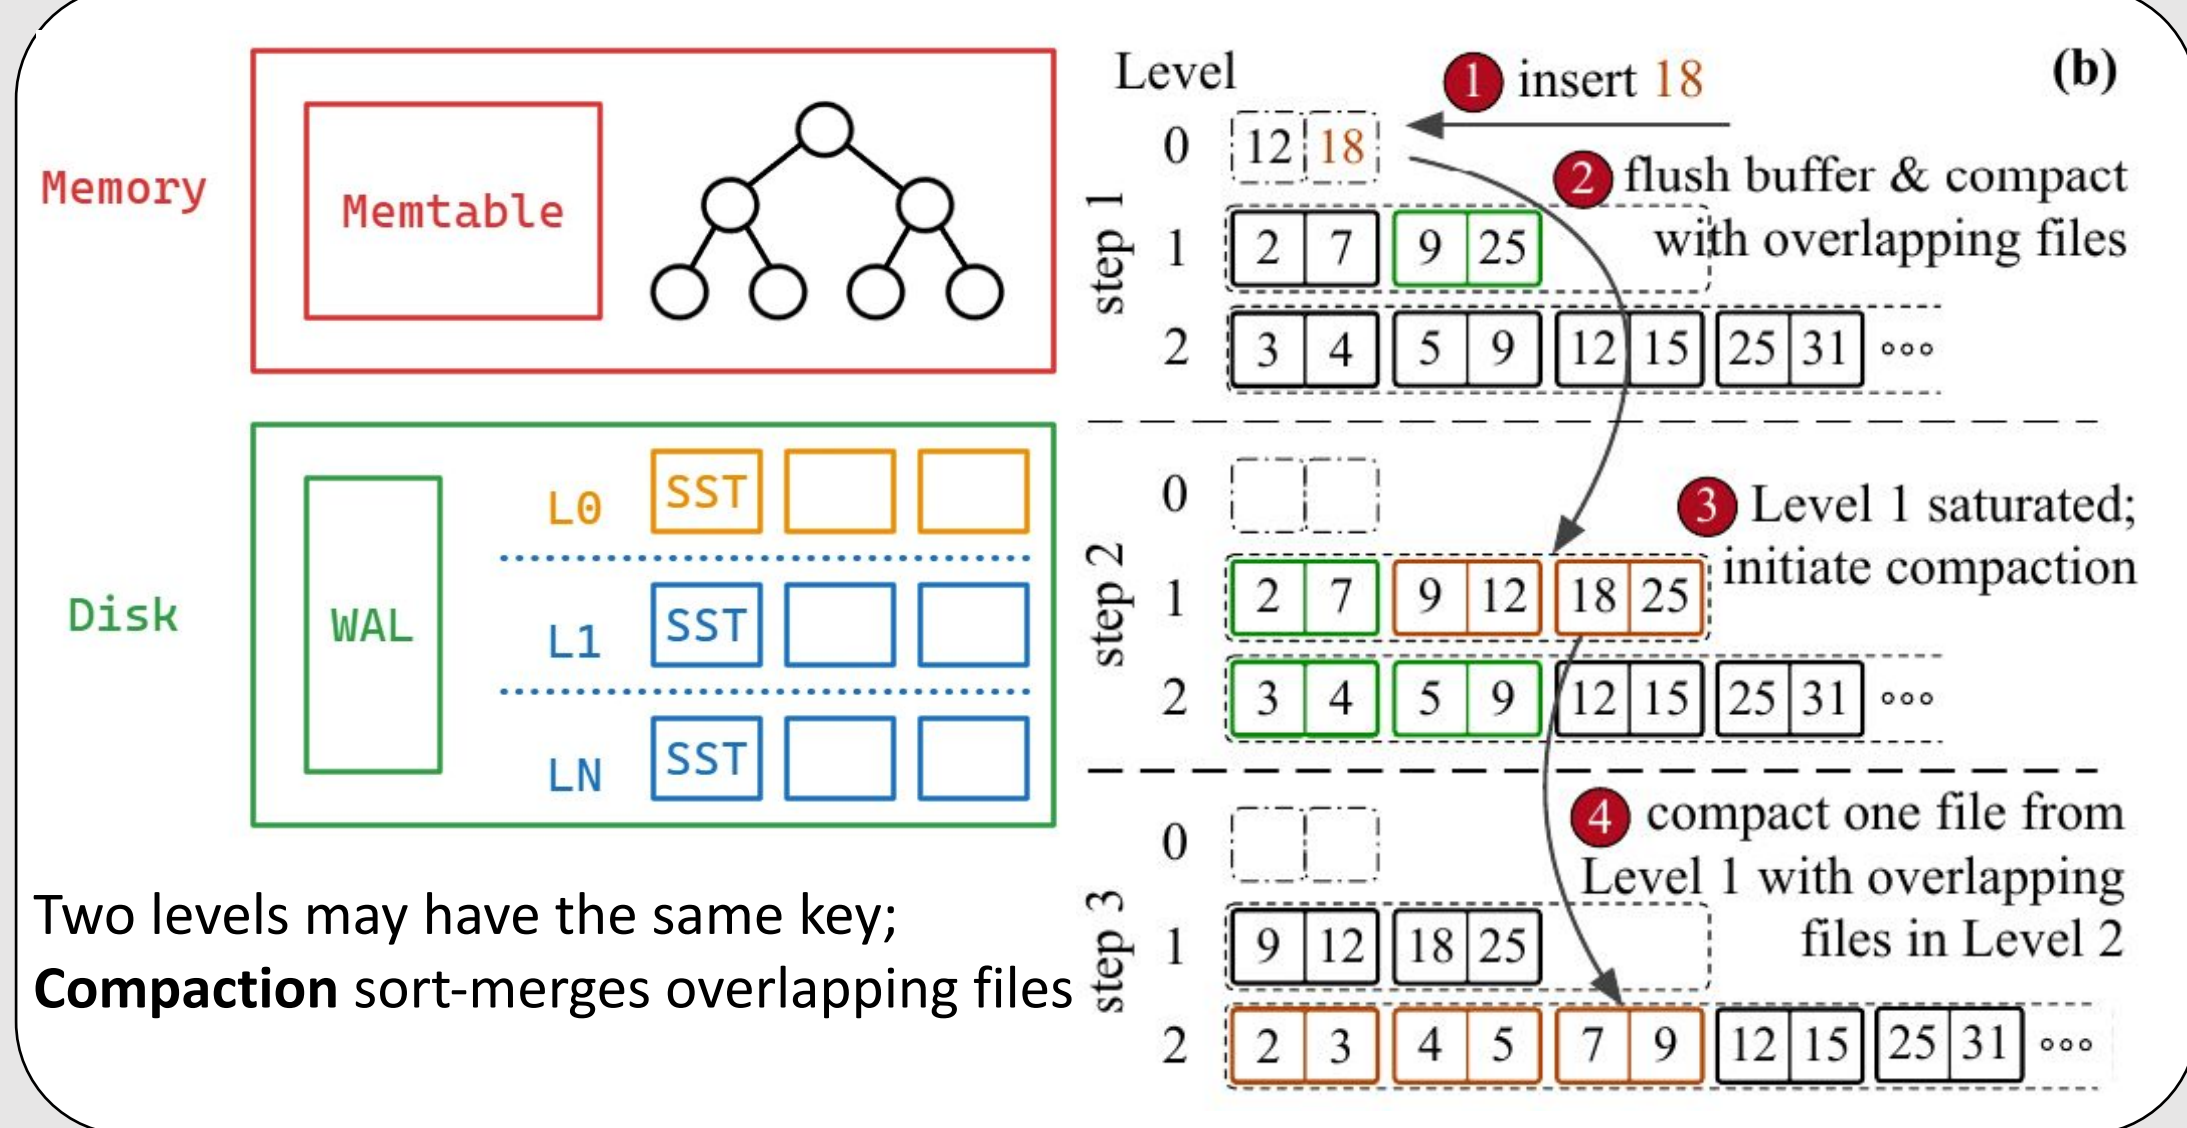 Memory
Memtable
Disk
WAL
L0
SST
L1
SST
LN
SST
Two levels may have the same key;
Compaction sort-merges overlapping files
(b)
Level
1 insert 18
step 1
0 12 18
2 flush buffer & compact
with overlapping files
1 2 7 9 25
2 3 4 5 9 12 15 25 31 ∘∘∘
step 2
0
3 Level 1 saturated;
initiate compaction
1 2 7 9 12 18 25
2 3 4 5 9 12 15 25 31 ∘∘∘
step 3
0
4 compact one file from
Level 1 with overlapping
files in Level 2
1 9 12 18 25
2 2 3 4 5 7 9 12 15 25 31 ∘∘∘